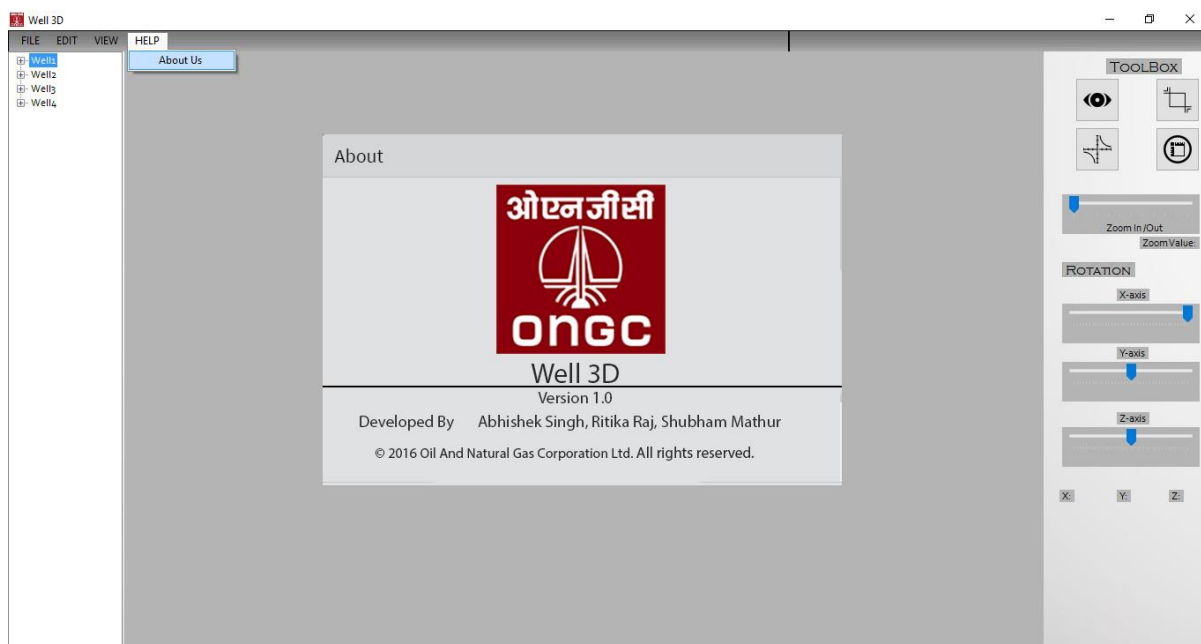 Well 3D
FILE EDIT VIEW HELP
About Us
Well1
Well2
Well3
Well4
About
ओएनजीसी
ONGC
Well 3D
Version 1.0
Developed By Abhishek Singh, Ritika Raj, Shubham Mathur
© 2016 Oil And Natural Gas Corporation Ltd. All rights reserved.
ToolBox
Zoom In /Out
Zoom Value:
Rotation
X-axis
Y-axis
Z-axis
X: Y: Z: